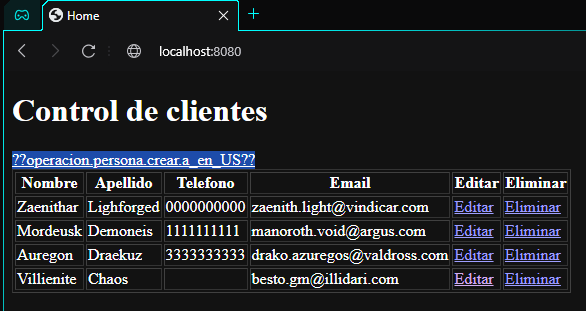 Home
localhost:8080
Control de clientes
??operacion.persona.crear.a_en_US??
Nombre Apellido Telefono Email Editar Eliminar
Zaenithar Lighforged 0000000000 zaenith.light@vindicar.com Editar Eliminar
Mordeusk Demoneis 1111111111 manoroth.void@argus.com Editar Eliminar
Auregon Draekuz 3333333333 drako.azuregos@valdross.com Editar Eliminar
Villienite Chaos besto.gm@illidari.com Editar Eliminar